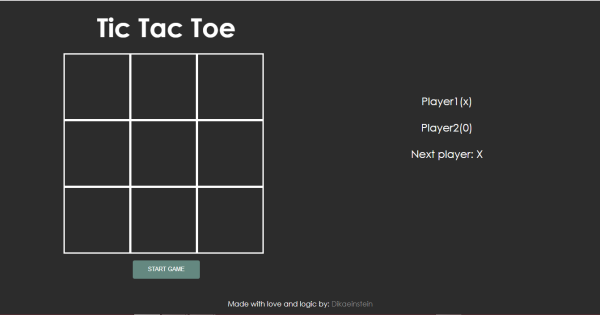 Tic Tac Toe
Player1(x)
Player2(0)
Next player: X
START GAME
Made with love and logic by: Dikaeinstein